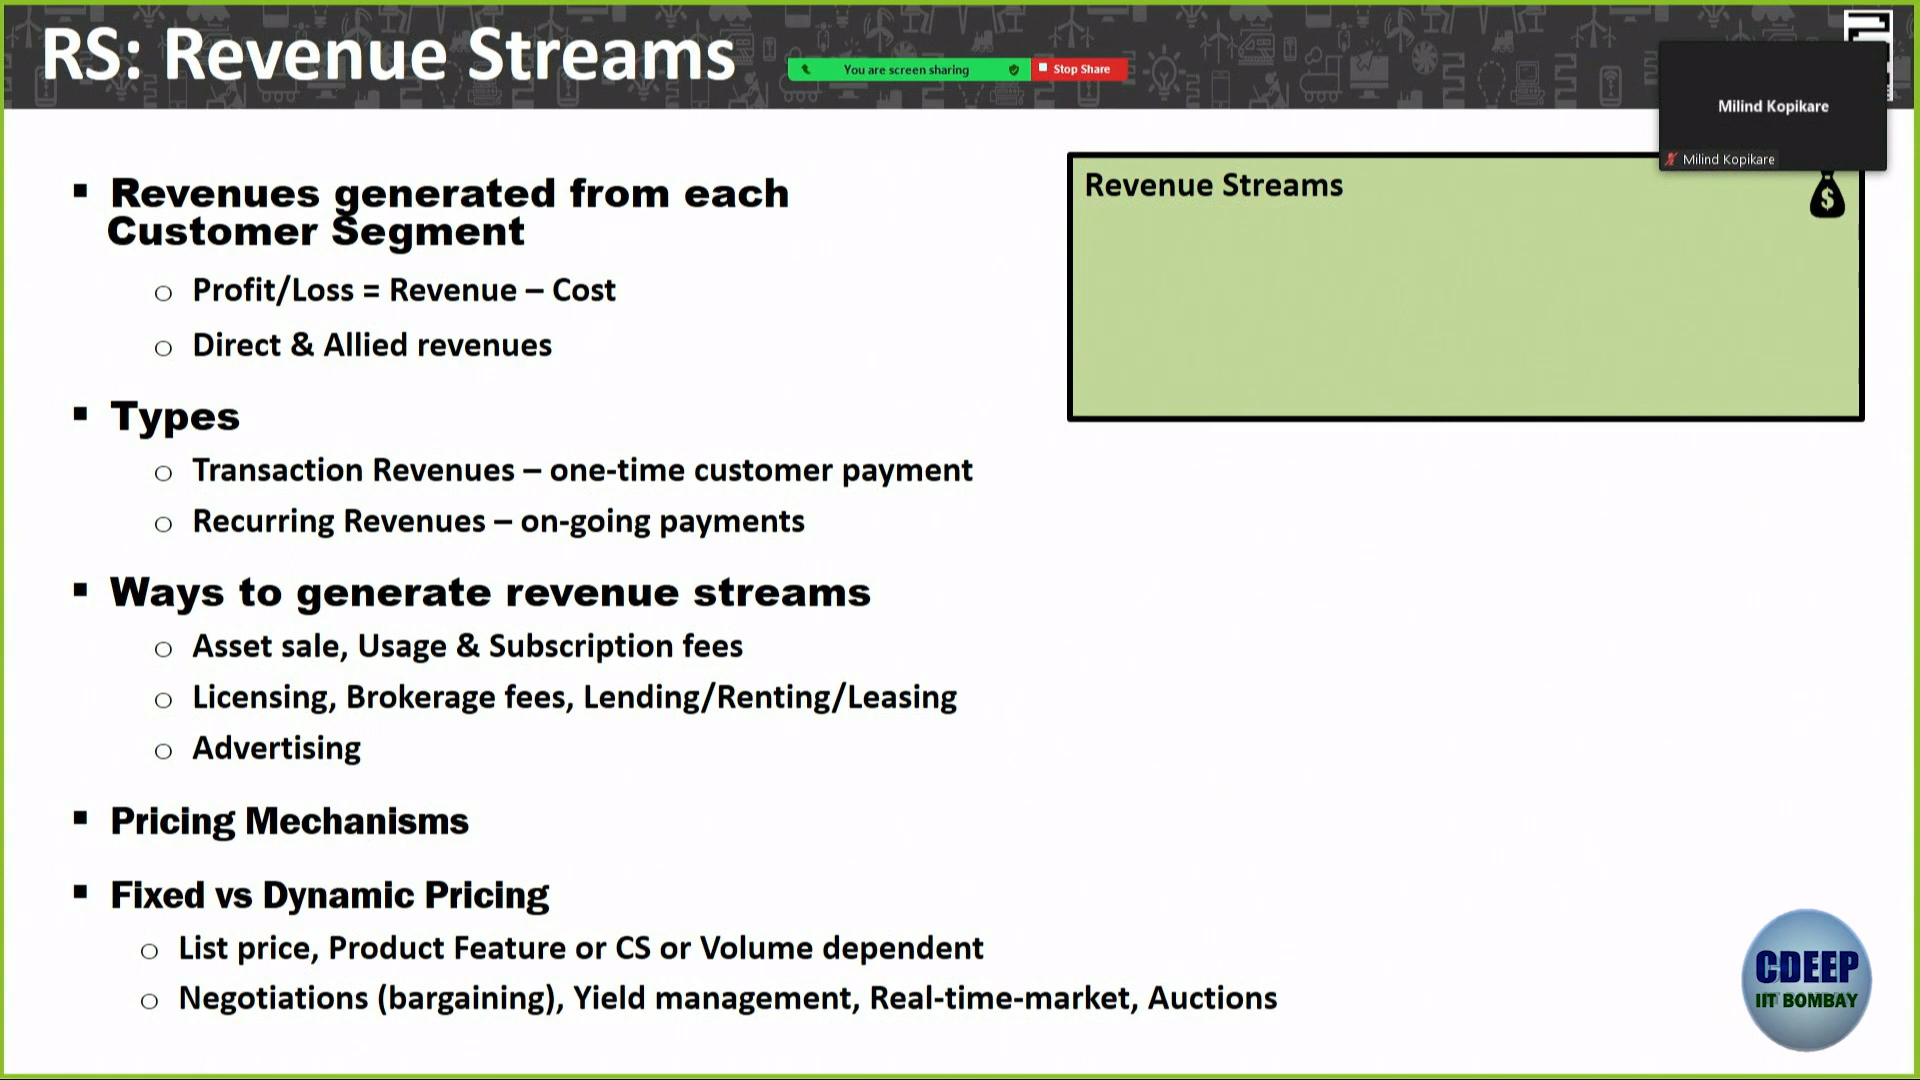 RS: Revenue Streams
You are screen sharing
Stop Share
Milind Kopikare
Milind Kopikare
Revenue Streams
$
▪ Revenues generated from each
Customer Segment
o Profit/Loss = Revenue – Cost
o Direct & Allied revenues
▪ Types
o Transaction Revenues – one-time customer payment
o Recurring Revenues – on-going payments
▪ Ways to generate revenue streams
o Asset sale, Usage & Subscription fees
o Licensing, Brokerage fees, Lending/Renting/Leasing
o Advertising
▪ Pricing Mechanisms
▪ Fixed vs Dynamic Pricing
o List price, Product Feature or CS or Volume dependent
o Negotiations (bargaining), Yield management, Real-time-market, Auctions
CDEEP
IIT BOMBAY